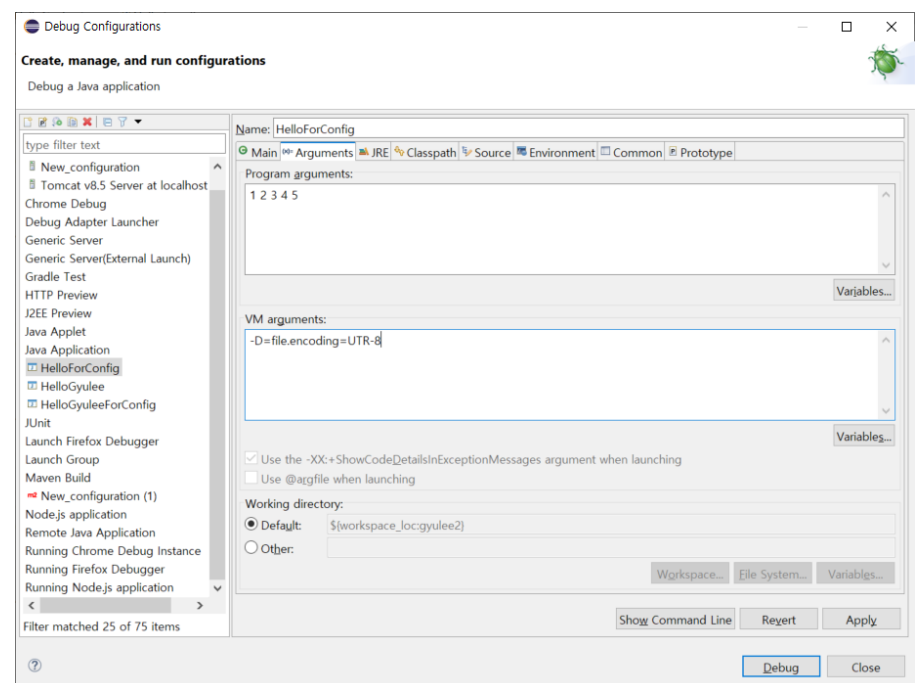 Debug Configurations
Create, manage, and run configurations
Debug a Java application
type filter text
New_configuration
Tomcat v8.5 Server at localhost
Chrome Debug
Debug Adapter Launcher
Generic Server
Generic Server(External Launch)
Gradle Test
HTTP Preview
J2EE Preview
Java Applet
Java Application
HelloForConfig
HelloGyulee
HelloGyuleeForConfig
JUnit
Launch Firefox Debugger
Launch Group
Maven Build
New_configuration (1)
Node.js application
Remote Java Application
Running Chrome Debug Instance
Running Firefox Debugger
Running Node.js application
Filter matched 25 of 75 items
Name: HelloForConfig
Main Arguments JRE Classpath Source Environment Common Prototype
Program arguments:
1 2 3 4 5
Variables...
VM arguments:
-D=file.encoding=UTR-8
Variables...
Use the -XX:+ShowCodeDetailsInExceptionMessages argument when launching
Use @argfile when launching
Working directory:
Default: ${workspace_loc:gyulee2}
Other:
Workspace... File System... Variables...
Show Command Line Revert Apply
Debug Close